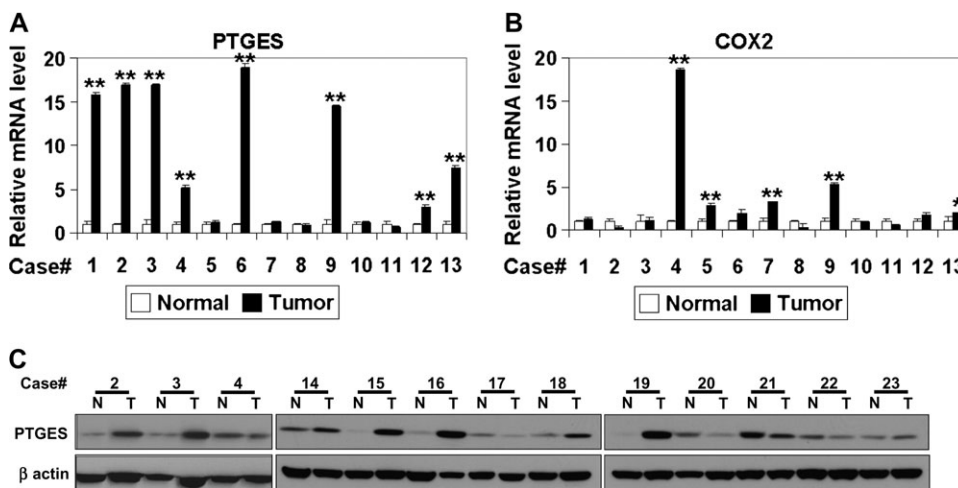 A
PTGES
Relative mRNA level
20
15
10
5
0
** ** ** ** ** ** ** **
Case# 1 2 3 4 5 6 7 8 9 10 11 12 13
Normal Tumor
B
COX2
Relative mRNA level
20
15
10
5
0
** ** ** ** *
Case# 1 2 3 4 5 6 7 8 9 10 11 12 13
Normal Tumor
C
Case# 2 3 4 14 15 16 17 18 19 20 21 22 23
N T N T N T N T N T N T N T N T N T N T N T N T N T
PTGES
β actin